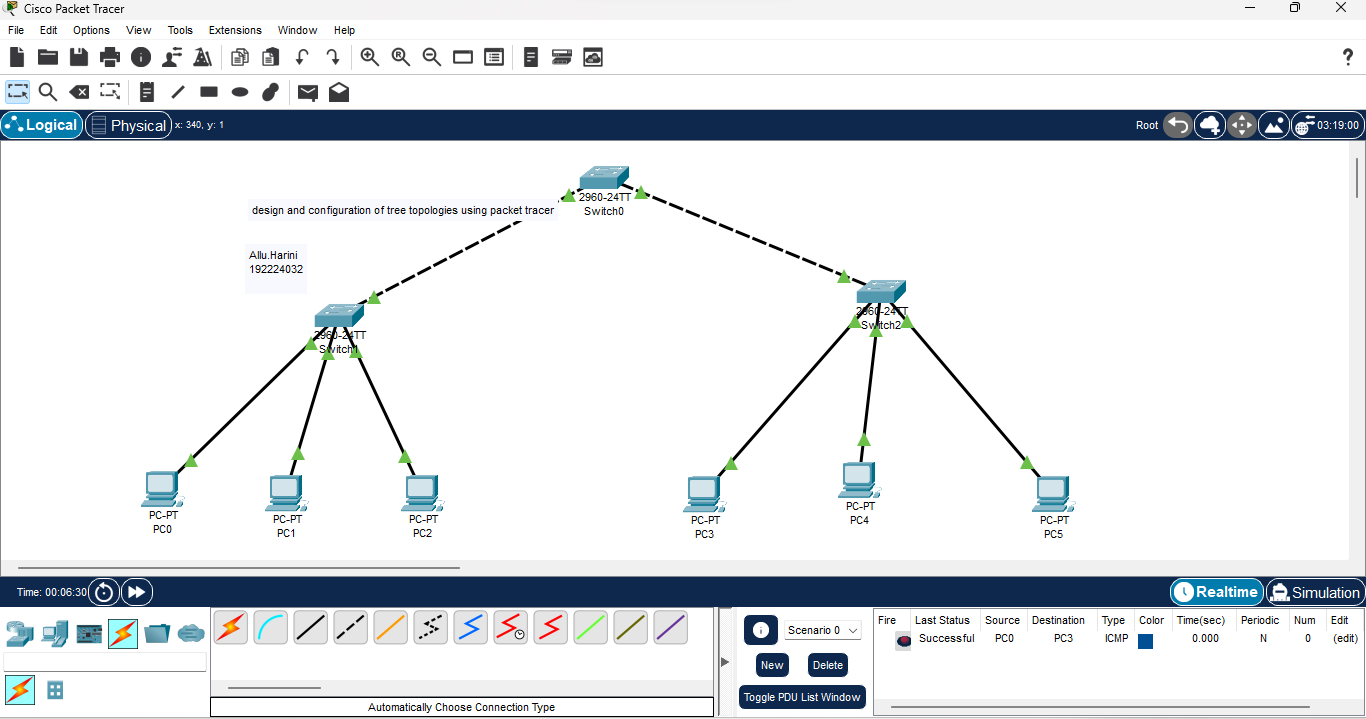 Cisco Packet Tracer
File Edit Options View Tools Extensions Window Help
Logical Physical x: 340, y: 1 Root 03:19:00
2960-24TT
Switch0
design and configuration of tree topologies using packet tracer
Allu.Harini
192224032
2960-24TT
Switch1
2960-24TT
Switch2
PC-PT
PC0
PC-PT
PC1
PC-PT
PC2
PC-PT
PC3
PC-PT
PC4
PC-PT
PC5
Time: 00:06:30 Realtime Simulation
Scenario 0
New Delete
Toggle PDU List Window
Fire Last Status Source Destination Type Color Time(sec) Periodic Num Edit
Successful PC0 PC3 ICMP 0.000 N 0 (edit)
Automatically Choose Connection Type